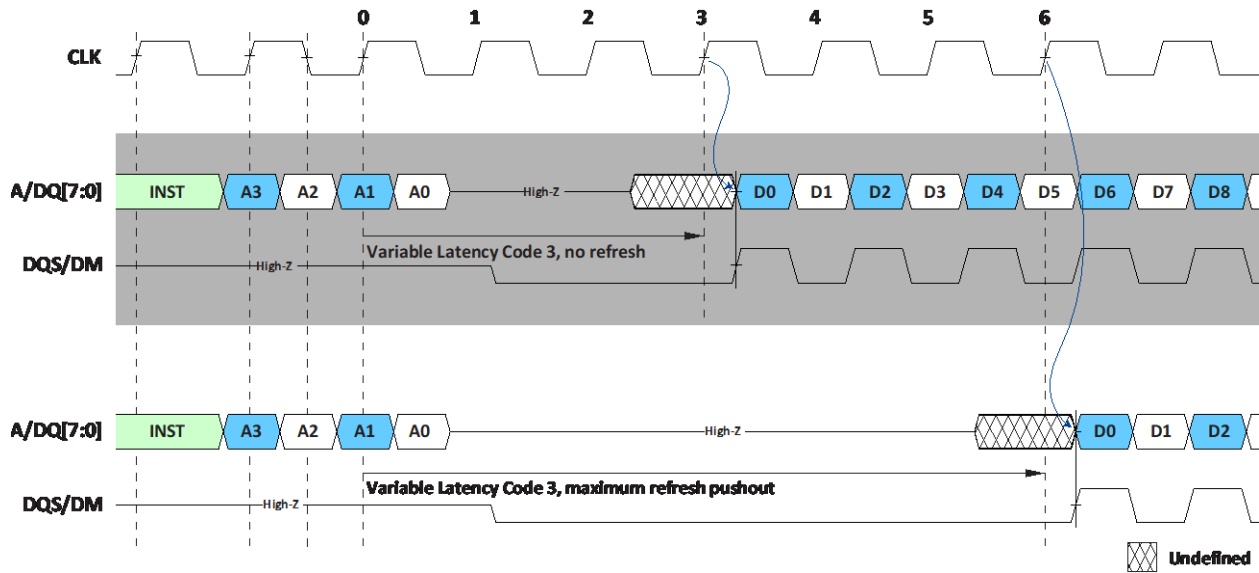 0 1 2 3 4 5 6
CLK
A/DQ[7:0] INST A3 A2 A1 A0 High-Z D0 D1 D2 D3 D4 D5 D6 D7 D8
Variable Latency Code 3, no refresh
DQS/DM High-Z
A/DQ[7:0] INST A3 A2 A1 A0 High-Z D0 D1 D2
Variable Latency Code 3, maximum refresh pushout
DQS/DM High-Z
Undefined